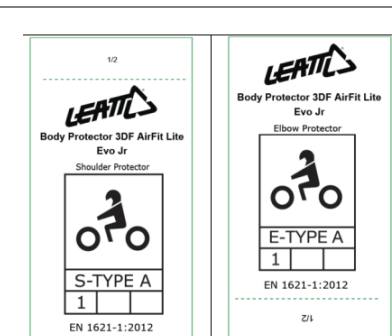 1/2
LEATT
Body Protector 3DF AirFit Lite
Evo Jr
Shoulder Protector
S-TYPE A
1
EN 1621-1:2012
LEATT
Body Protector 3DF AirFit Lite
Evo Jr
Elbow Protector
E-TYPE A
1
EN 1621-1:2012
1/2